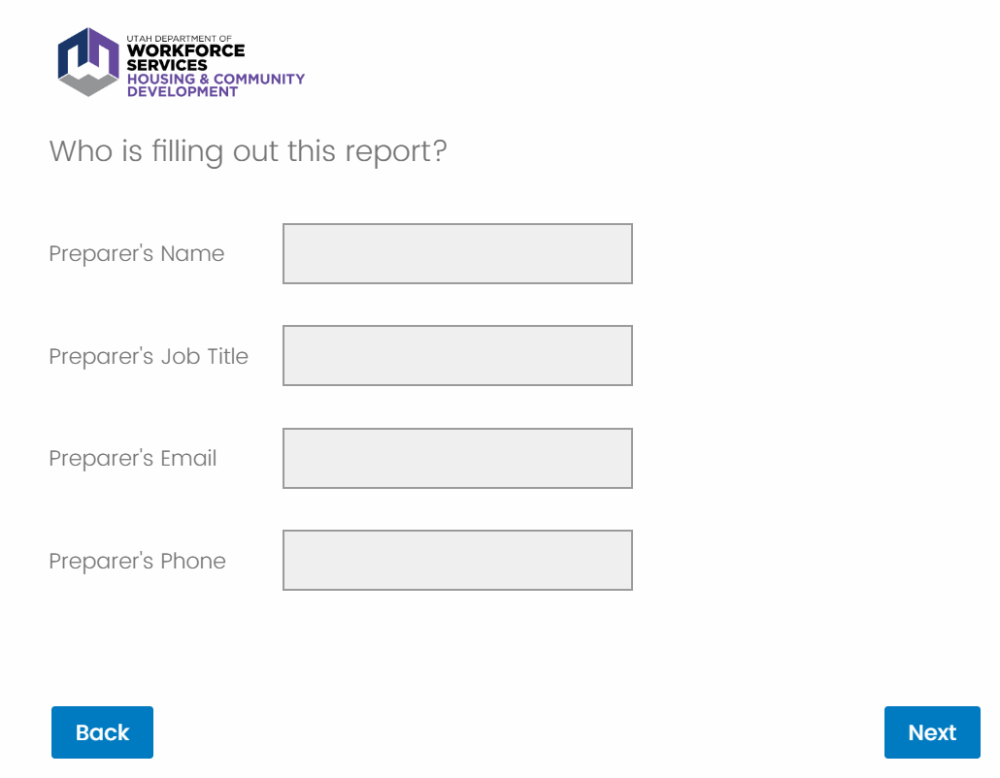 UTAH DEPARTMENT OF
WORKFORCE
SERVICES
HOUSING & COMMUNITY
DEVELOPMENT
Who is filling out this report?
Preparer's Name
Preparer's Job Title
Preparer's Email
Preparer's Phone
Back
Next